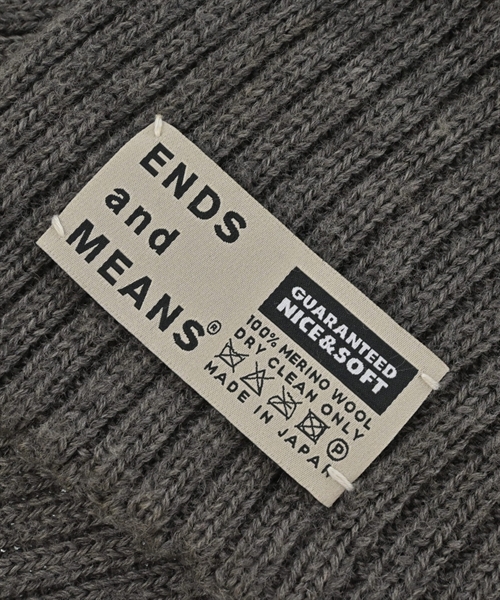 ENDS
and
MEANS®
GUARANTEED
NICE&SOFT
100% MERINO WOOL
DRY CLEAN ONLY
P
MADE IN JAPAN